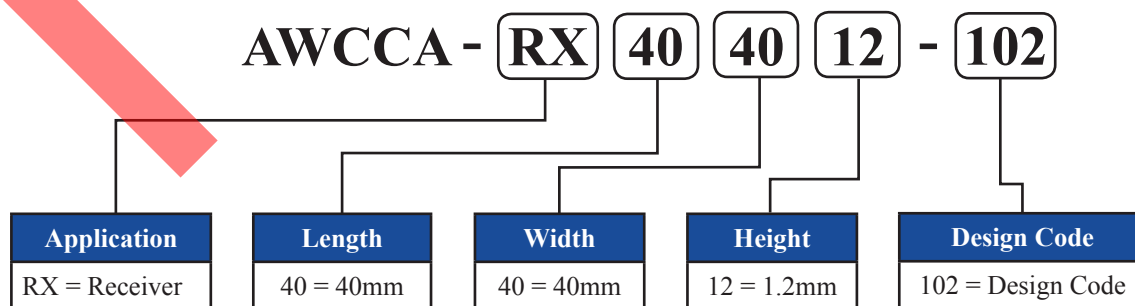 AWCCA - RX 40 40 12 - 102
Application Length Width Height Design Code
RX = Receiver 40 = 40mm 40 = 40mm 12 = 1.2mm 102 = Design Code